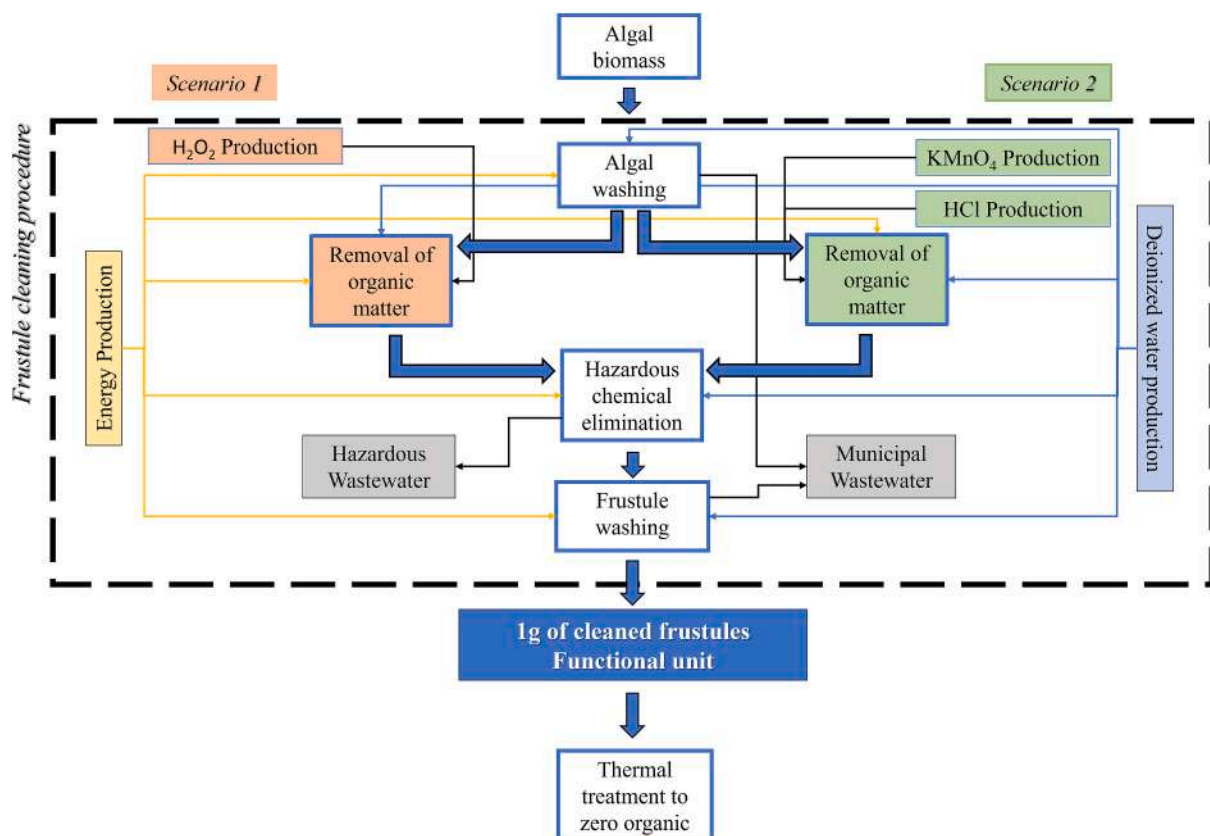 Algal
biomass
Scenario 1
Scenario 2
Frustule cleaning procedure
H₂O₂ Production
Algal
washing
KMnO₄ Production
HCl Production
Energy Production
Removal of
organic
matter
Removal of
organic
matter
Deionized water production
Hazardous
chemical
elimination
Hazardous
Wastewater
Municipal
Wastewater
Frustule
washing
1g of cleaned frustules
Functional unit
Thermal
treatment to
zero organic